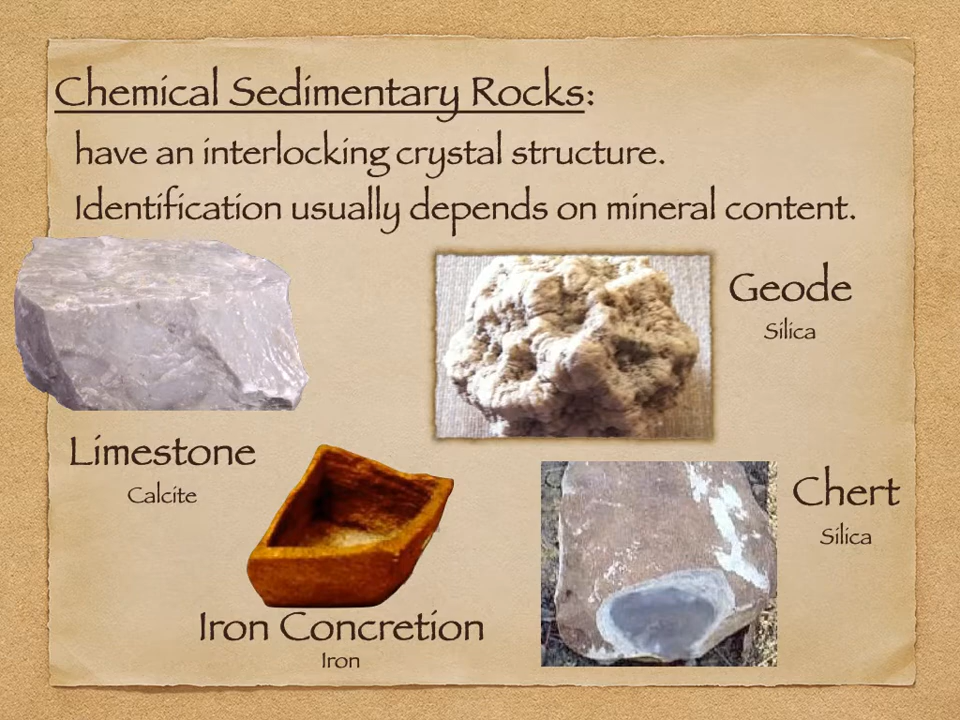 Chemical Sedimentary Rocks:
have an interlocking crystal structure.
Identification usually depends on mineral content.
Geode
Silica
Limestone
Calcite
Chert
Silica
Iron Concretion
Iron